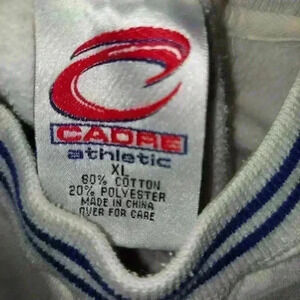 CADRE
athletic
XL
80% COTTON
20% POLYESTER
MADE IN CHINA
OVER FOR CARE